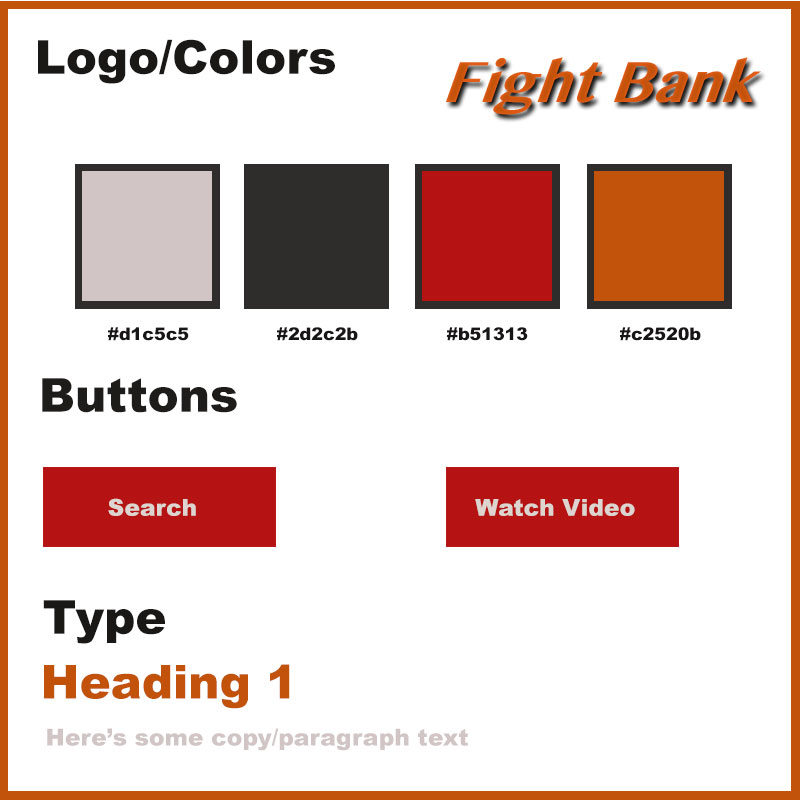 Logo/Colors
Fight Bank
#d1c5c5 #2d2c2b #b51313 #c2520b
Buttons
Search Watch Video
Type
Heading 1
Here’s some copy/paragraph text